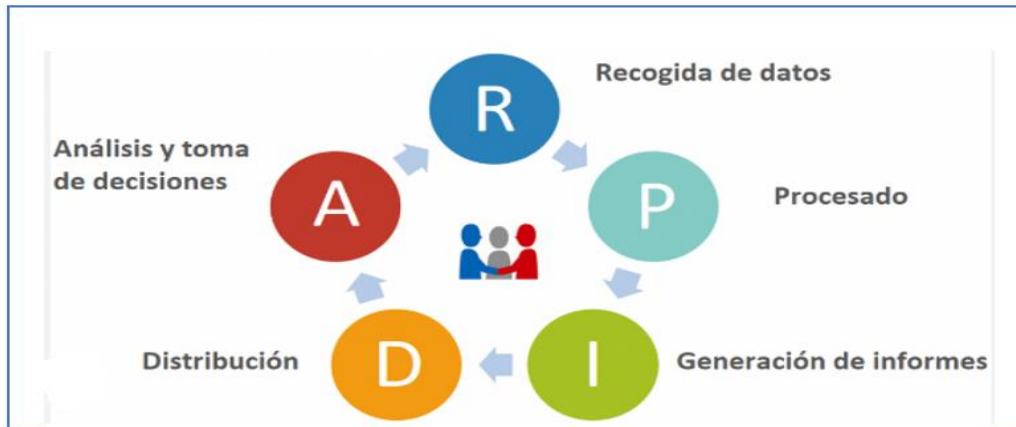 R
Recogida de datos
P
Procesado
I
Generación de informes
D
Distribución
A
Análisis y toma
de decisiones